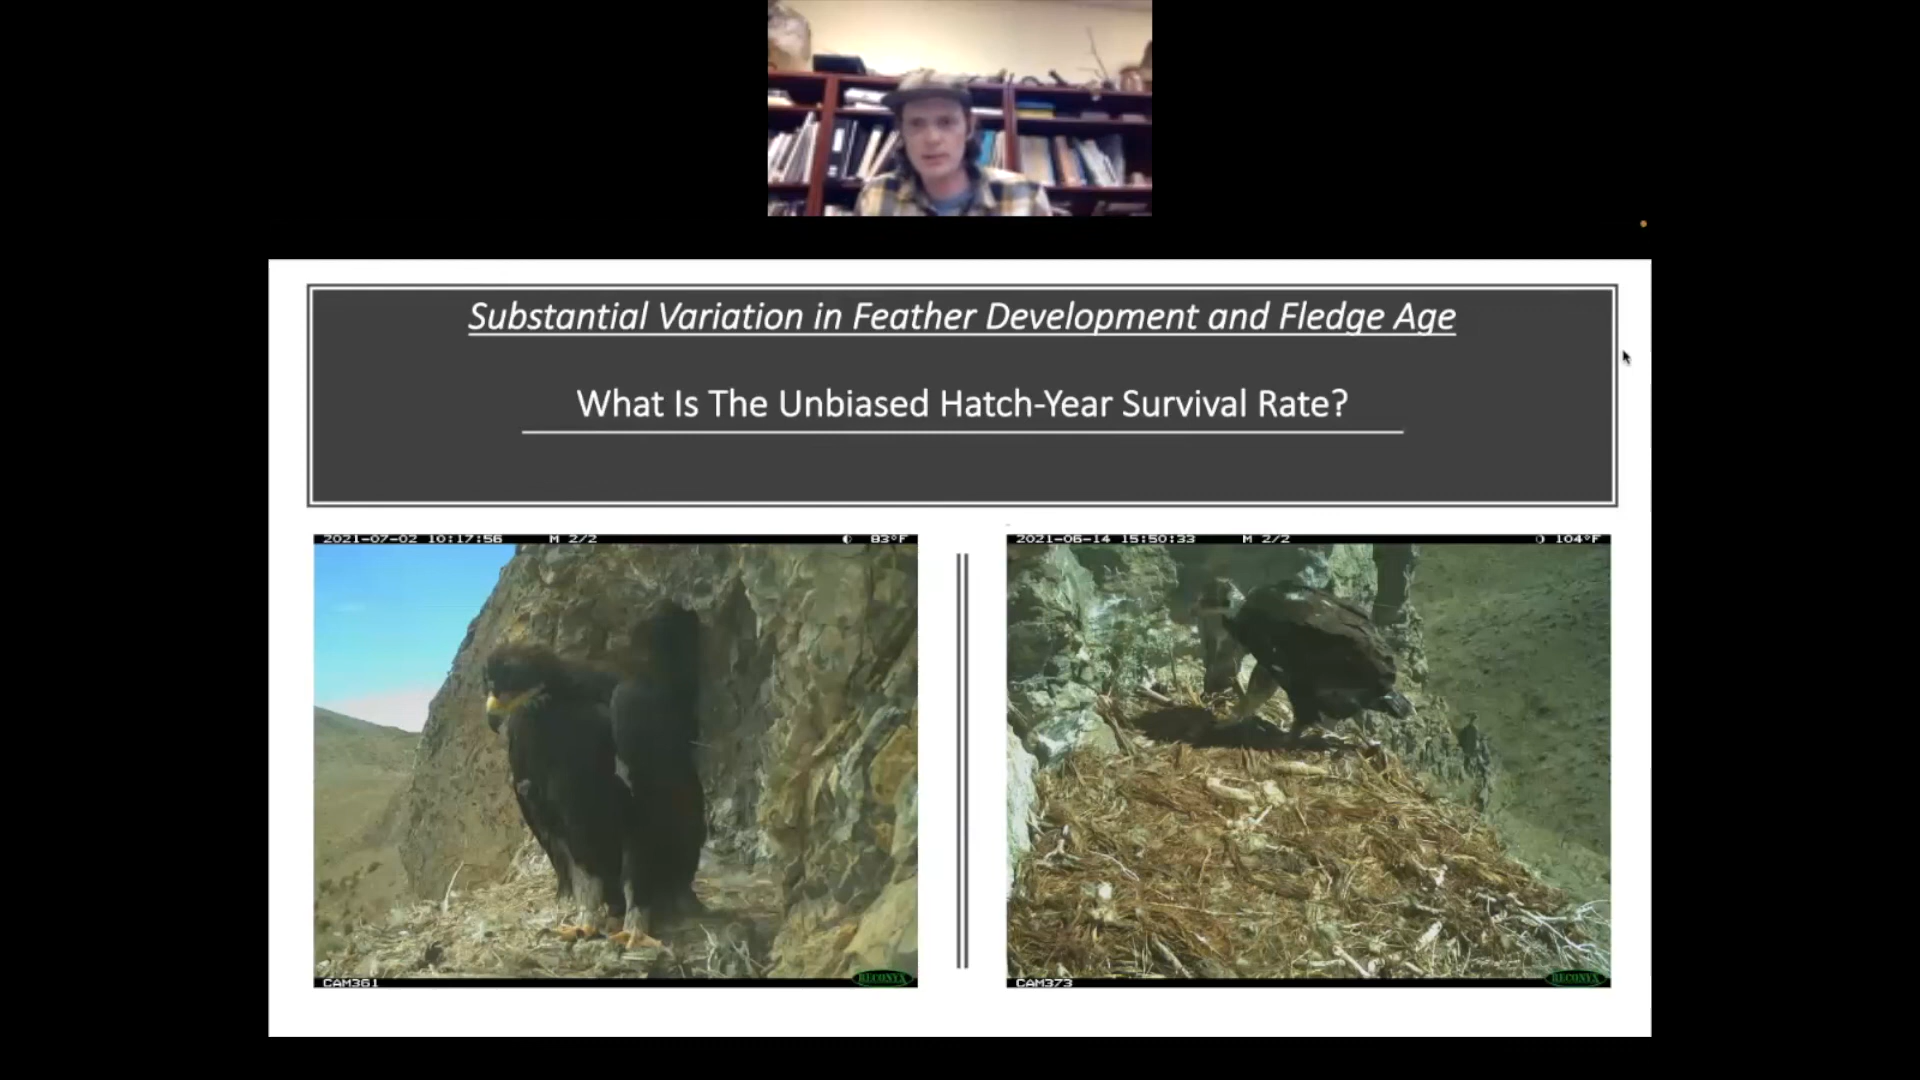 Substantial Variation in Feather Development and Fledge Age
What Is The Unbiased Hatch-Year Survival Rate?
2021-07-02 10:17:56 M 2/2 83°F
2021-06-14 15:50:33 M 2/2 104°F
CAM361 RECONYX
CAM373 RECONYX